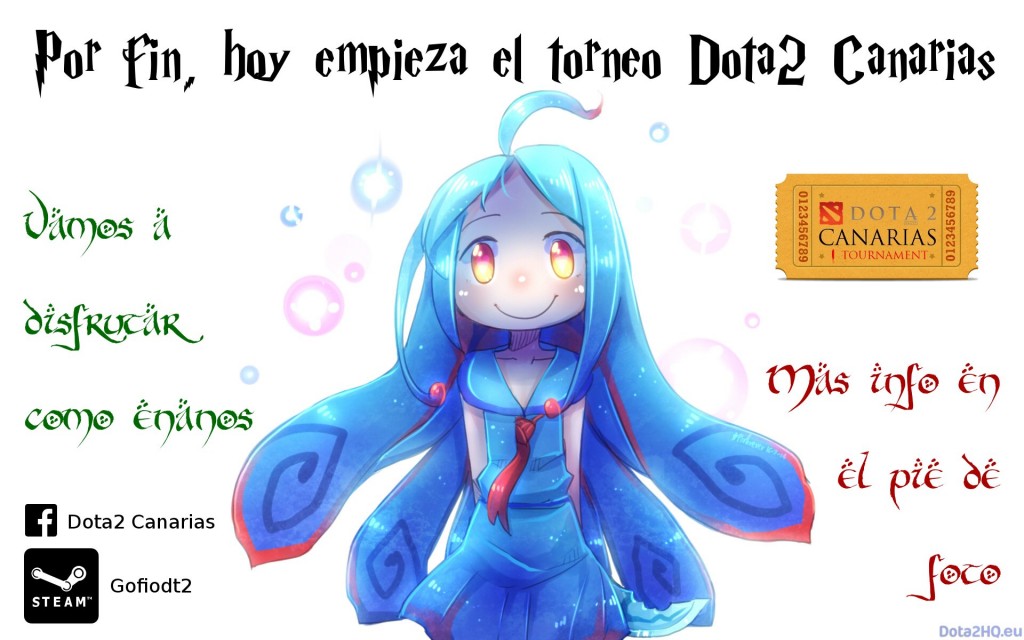 Por fin, hoy empieza el torneo Dota2 Canarias
Vamos a
disfrutar
como enanos
DOTA 2
CANARIAS
TOURNAMENT
0123456789
0123456789
Más info en
el pie de
foto
Dota2 Canarias
STEAM™
Gofiodt2
Dota2HQ.eu